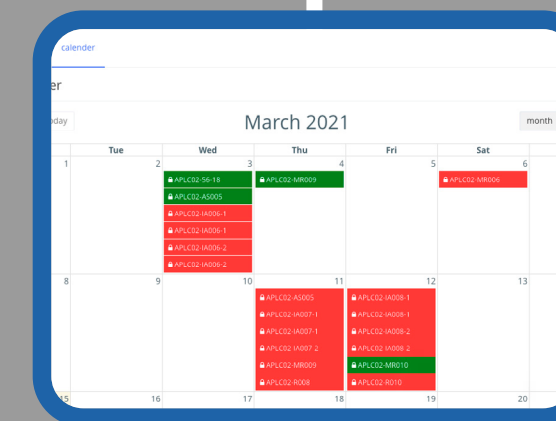 calender
er
oday
March 2021
month
Tue Wed Thu Fri Sat
1 2 3 4 5 6
APLC02-56-18 APLC02-MR009 APLC02-MR006
APLC02-AS005
APLC02-IA006-1
APLC02-IA006-1
APLC02-IA006-2
APLC02-IA006-2
8 9 10 11 12 13
APLC02-AS005 APLC02-IA008-1
APLC02-IA007-1 APLC02-IA008-1
APLC02-IA007-1 APLC02-IA008-2
APLC02-IA007-2 APLC02-IA008-2
APLC02-MR009 APLC02-MR010
APLC02-R008 APLC02-R010
15 16 17 18 19 20